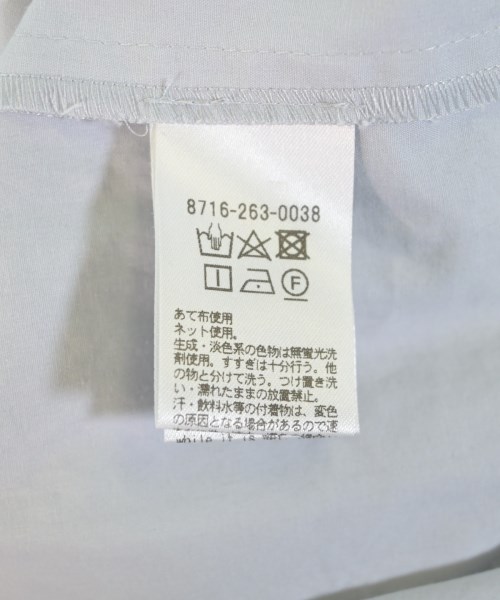 8716-263-0038
F
あて布使用
ネット使用。
生成・淡色系の色物は無蛍光洗
剤使用。すすぎは十分行う。他
の物と分けて洗う。つけ置き洗
い・濡れたままの放置禁止。
汗・飲料水等の付着物は、変色
の原因となる場合があるので速